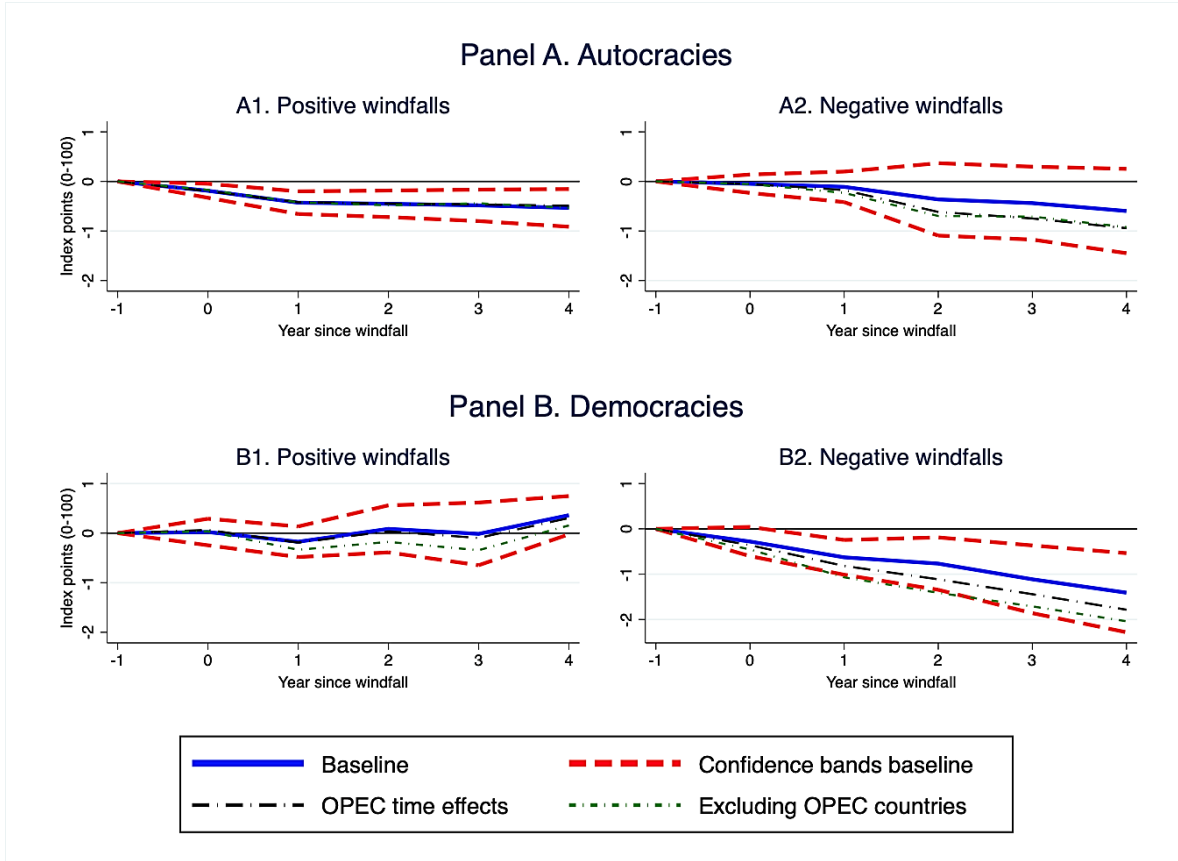 Panel A. Autocracies
A1. Positive windfalls
Index points (0-100)
1
0
-1
-2
-1 0 1 2 3 4
Year since windfall
A2. Negative windfalls
1
0
-1
-2
-1 0 1 2 3 4
Year since windfall
Panel B. Democracies
B1. Positive windfalls
Index points (0-100)
1
0
-1
-2
-1 0 1 2 3 4
Year since windfall
B2. Negative windfalls
1
0
-1
-2
-1 0 1 2 3 4
Year since windfall
Baseline
Confidence bands baseline
OPEC time effects
Excluding OPEC countries